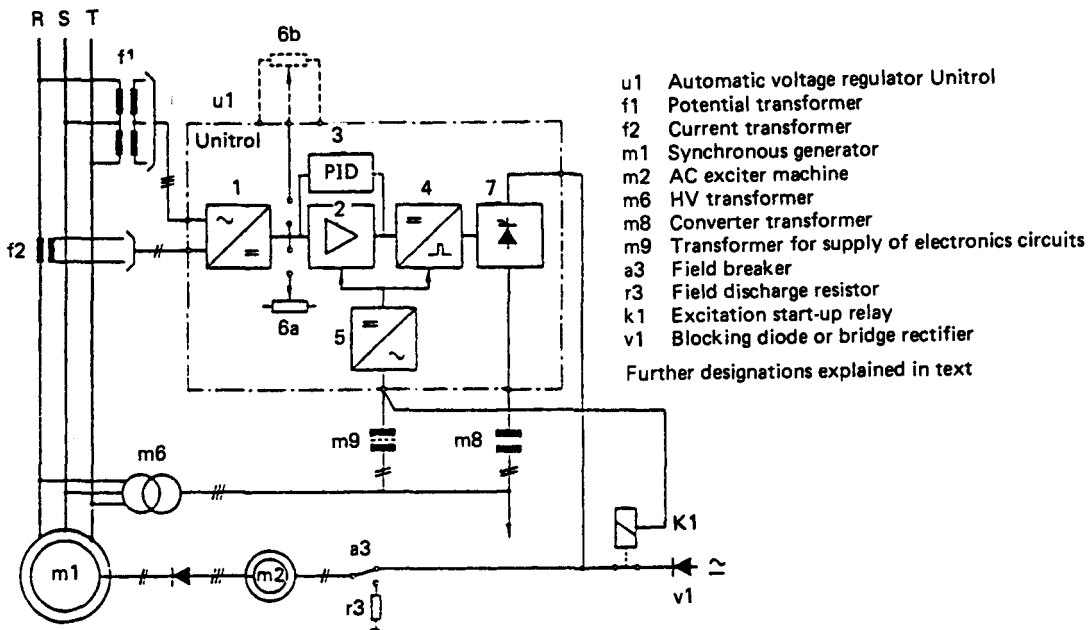 R S T
f1
6b
u1
Unitrol
3
PID
1
2
4
7
f2
6a
5
m9
m8
m6
K1
m1
m2
a3
r3
v1
u1 Automatic voltage regulator Unitrol
f1 Potential transformer
f2 Current transformer
m1 Synchronous generator
m2 AC exciter machine
m6 HV transformer
m8 Converter transformer
m9 Transformer for supply of electronics circuits
a3 Field breaker
r3 Field discharge resistor
k1 Excitation start-up relay
v1 Blocking diode or bridge rectifier
Further designations explained in text